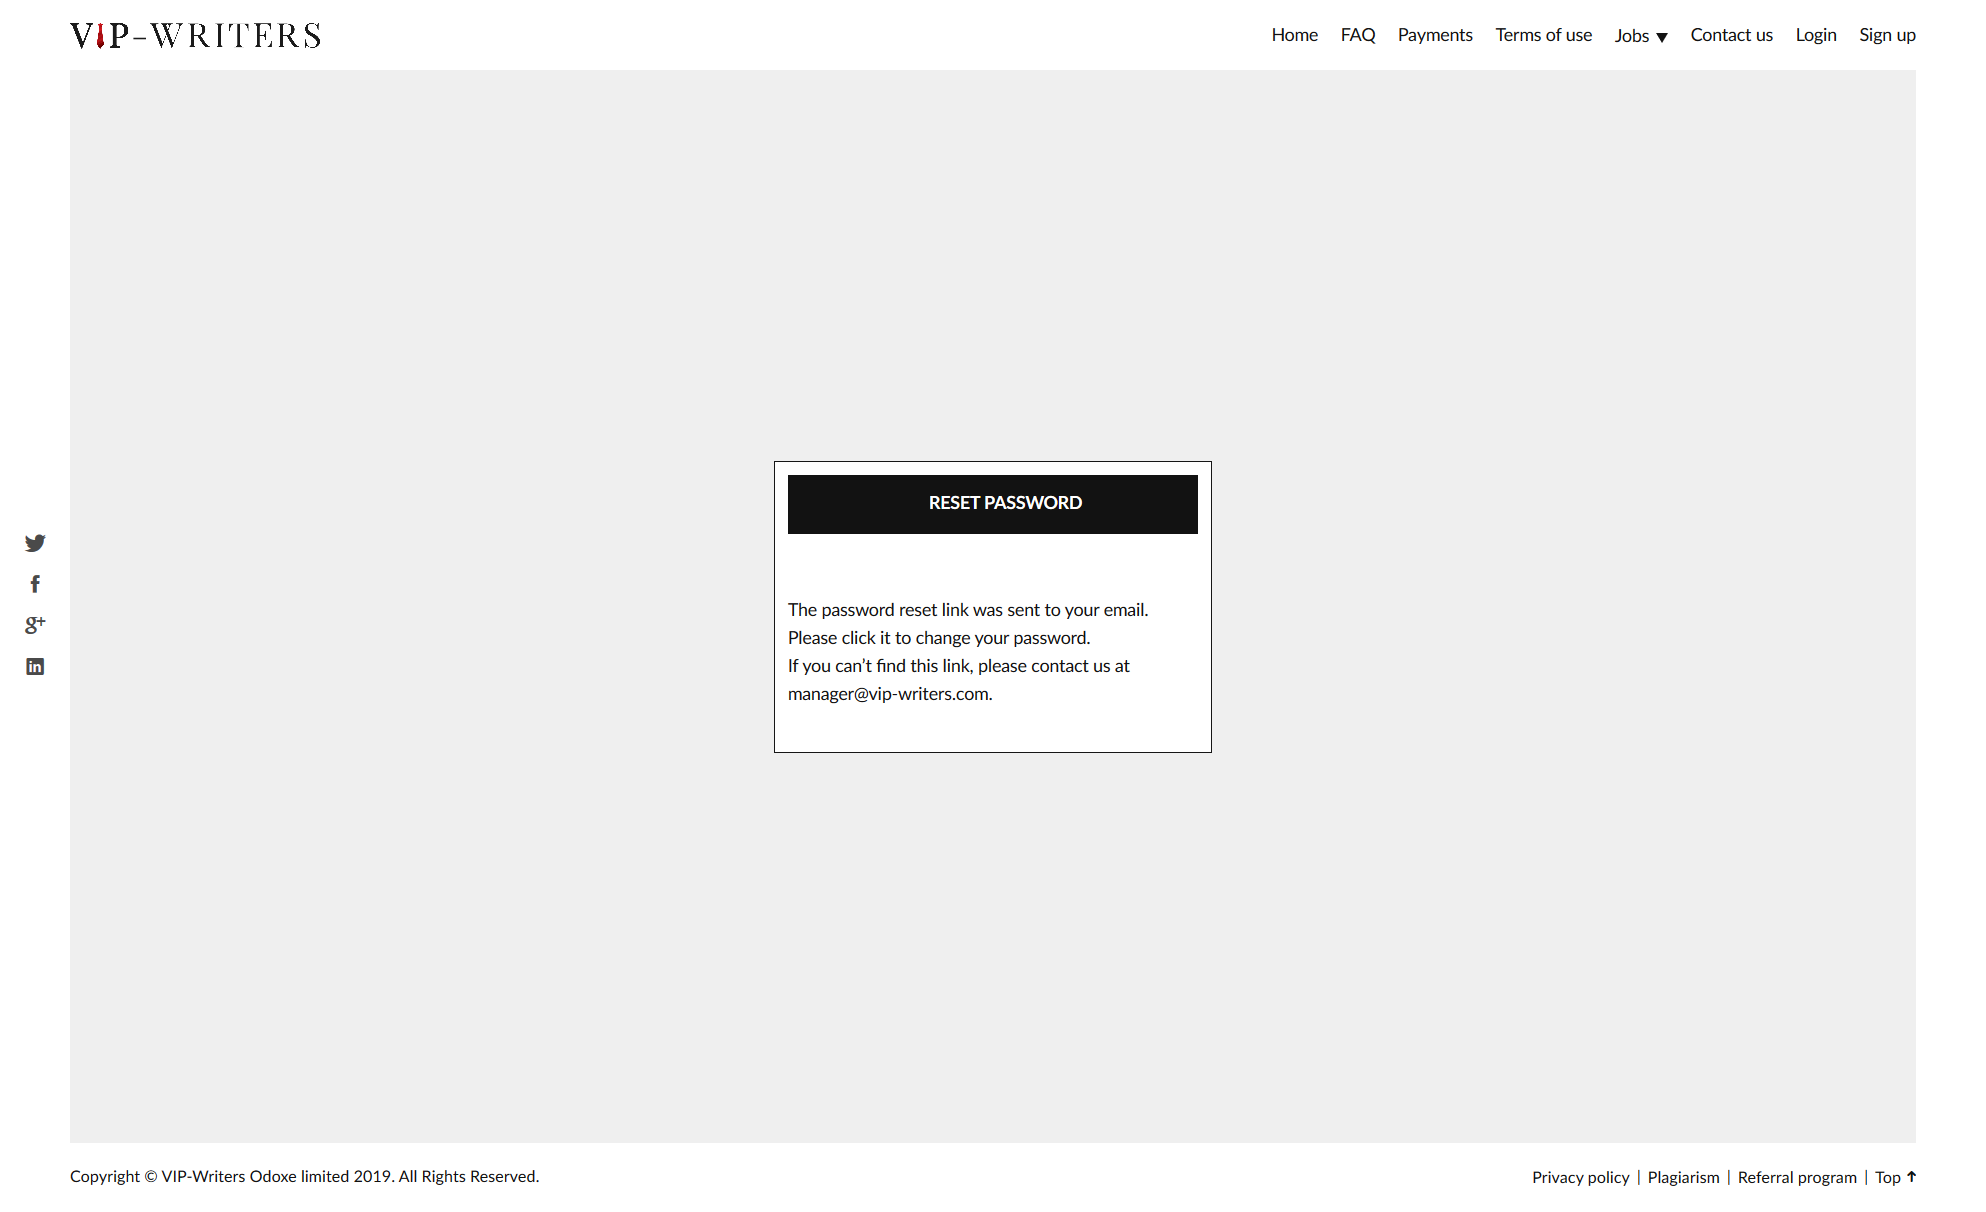 VIP-WRITERS
Home FAQ Payments Terms of use Jobs ▼ Contact us Login Sign up
RESET PASSWORD
The password reset link was sent to your email.
Please click it to change your password.
If you can’t find this link, please contact us at
manager@vip-writers.com.
Copyright © VIP-Writers Odoxe limited 2019. All Rights Reserved.
Privacy policy | Plagiarism | Referral program | Top